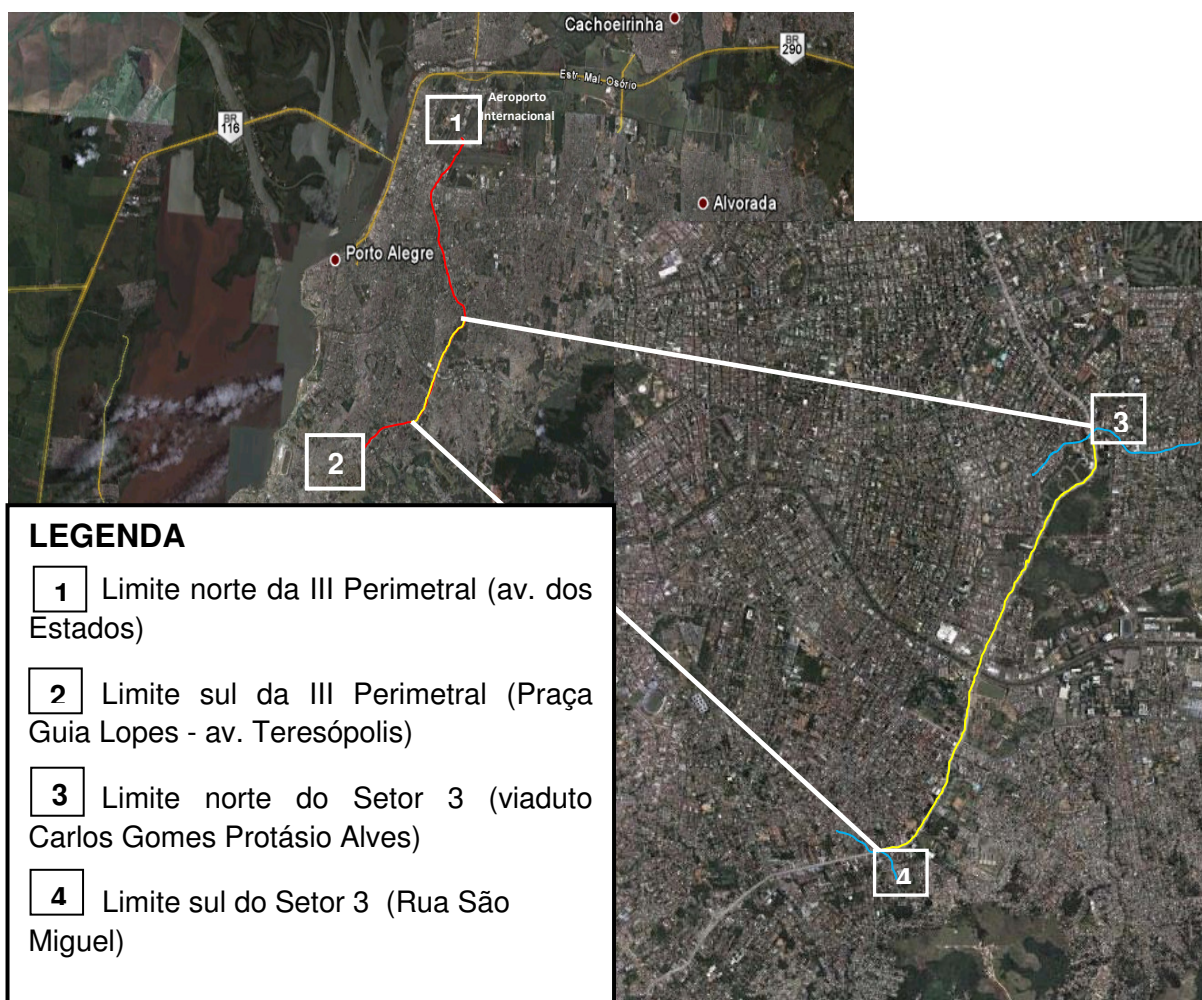 Cachoeirinha
BR
290
Estr. Mal. Osório
Aeroporto
Internacional
1
BR
116
Alvorada
Porto Alegre
3
2
4
LEGENDA
1 Limite norte da III Perimetral (av. dos
Estados)
2 Limite sul da III Perimetral (Praça
Guia Lopes - av. Teresópolis)
3 Limite norte do Setor 3 (viaduto
Carlos Gomes Protásio Alves)
4 Limite sul do Setor 3 (Rua São
Miguel)